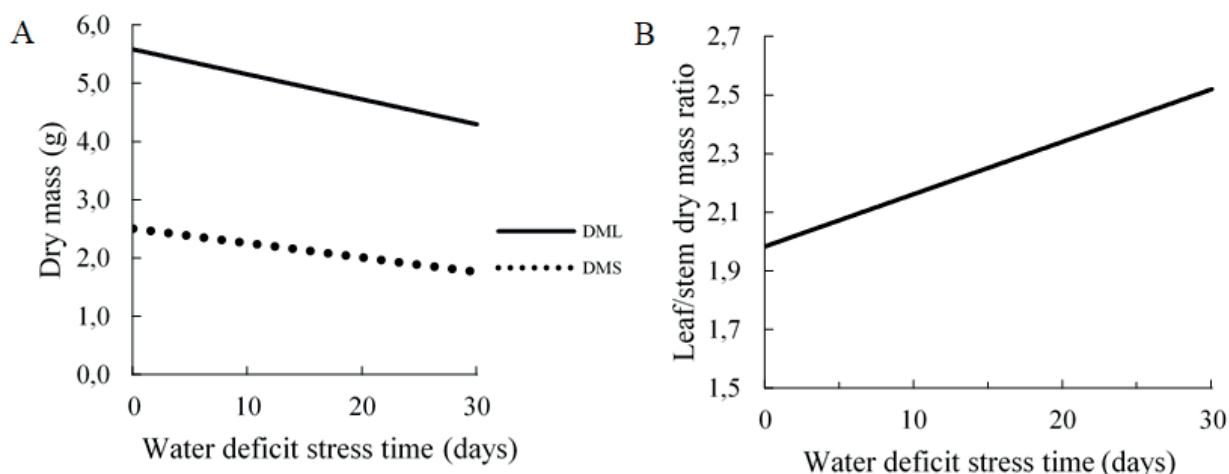 A
Dry mass (g)
6,0
5,0
4,0
3,0
2,0
1,0
0,0
0 10 20 30
Water deficit stress time (days)
DML
DMS
B
Leaf/stem dry mass ratio
2,7
2,5
2,3
2,1
1,9
1,7
1,5
0 10 20 30
Water deficit stress time (days)